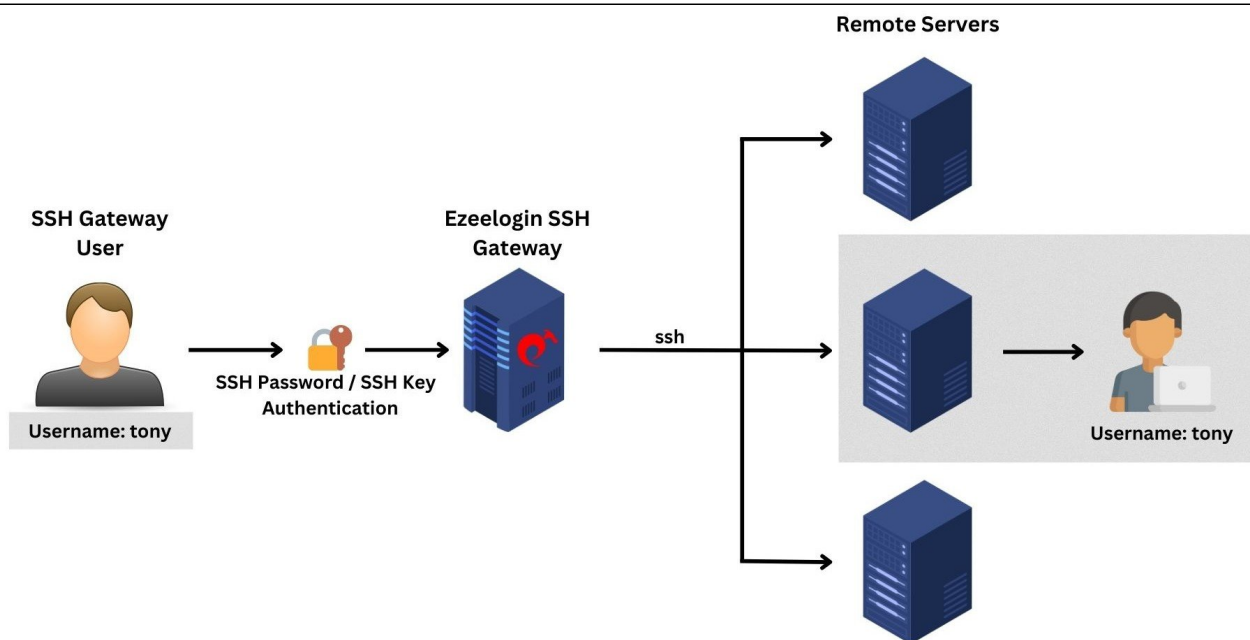 Remote Servers
SSH Gateway
User
Ezeelogin SSH
Gateway
ssh
SSH Password / SSH Key
Authentication
Username: tony
Username: tony